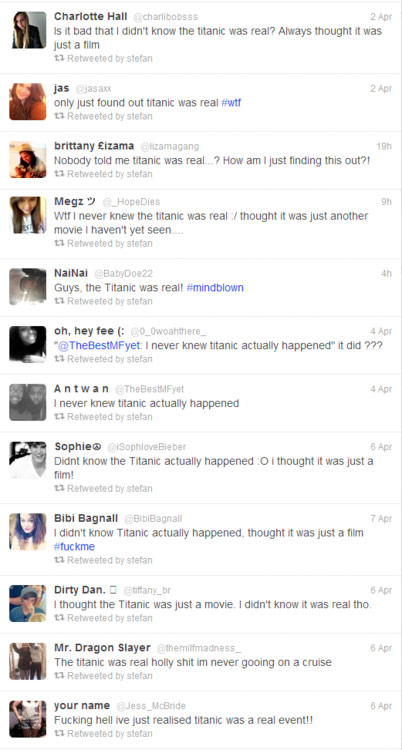 Charlotte Hall @charlibobsss 2 Apr
Is it bad that I didn't know the titanic was real? Always thought it was
just a film
Retweeted by stefan
jas @jasaxx 2 Apr
only just found out titanic was real #wtf
Retweeted by stefan
brittany £izama @lizamagang 19h
Nobody told me titanic was real...? How am I just finding this out?!
Retweeted by stefan
Megz ツ @_HopeDies 9h
Wtf I never knew the titanic was real :/ thought it was just another
movie I haven't yet seen....
Retweeted by stefan
NaiNai @BabyDoe22 4h
Guys, the Titanic was real! #mindblown
Retweeted by stefan
oh, hey fee (: @0_0woahthere_ 4 Apr
"@TheBestMFyet: I never knew titanic actually happened" it did ???
Retweeted by stefan
A n t w a n @TheBestMFyet 4 Apr
I never knew titanic actually happened
Retweeted by stefan
Sophie☮ @iSophloveBieber 6 Apr
Didnt know the Titanic actually happened :O i thought it was just a
film!
Retweeted by stefan
Bibi Bagnall @BibiBagnall 7 Apr
I didn't know Titanic actually happened, thought it was just a film
#fuckme
Retweeted by stefan
Dirty Dan. @tiffany_br 6 Apr
I thought the Titanic was just a movie. I didn't know it was real tho.
Retweeted by stefan
Mr. Dragon Slayer @themilfmadness_ 6 Apr
The titanic was real holly shit im never gooing on a cruise
Retweeted by stefan
your name @Jess_McBride 6 Apr
Fucking hell ive just realised titanic was a real event!!
Retweeted by stefan